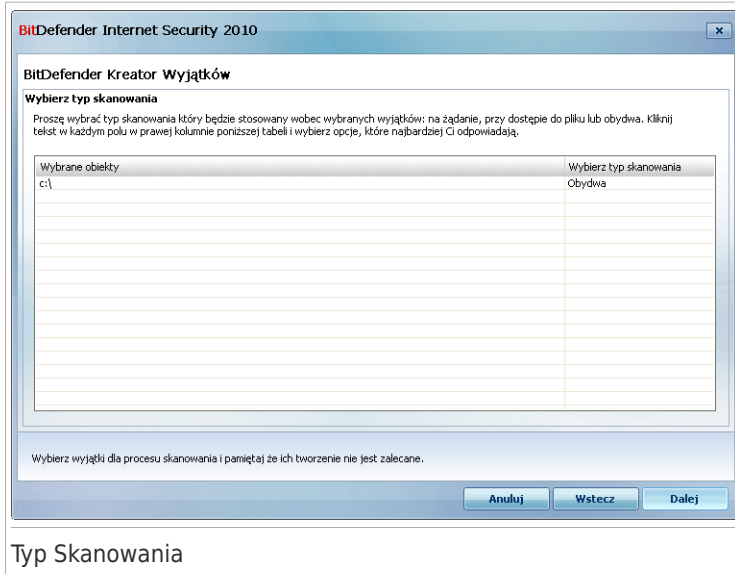 BitDefender Internet Security 2010
BitDefender Kreator Wyjątków
Wybierz typ skanowania
Proszę wybrać typ skanowania który będzie stosowany wobec wybranych wyjątków: na żądanie, przy dostępie do pliku lub obydwa. Kliknij
tekst w każdym polu w prawej kolumnie poniższej tabeli i wybierz opcje, które najbardziej Ci odpowiadają.
Wybrane obiekty Wybierz typ skanowania
c:\ Obydwa
Wybierz wyjątki dla procesu skanowania i pamiętaj że ich tworzenie nie jest zalecane.
Anuluj Wstecz Dalej
Typ Skanowania